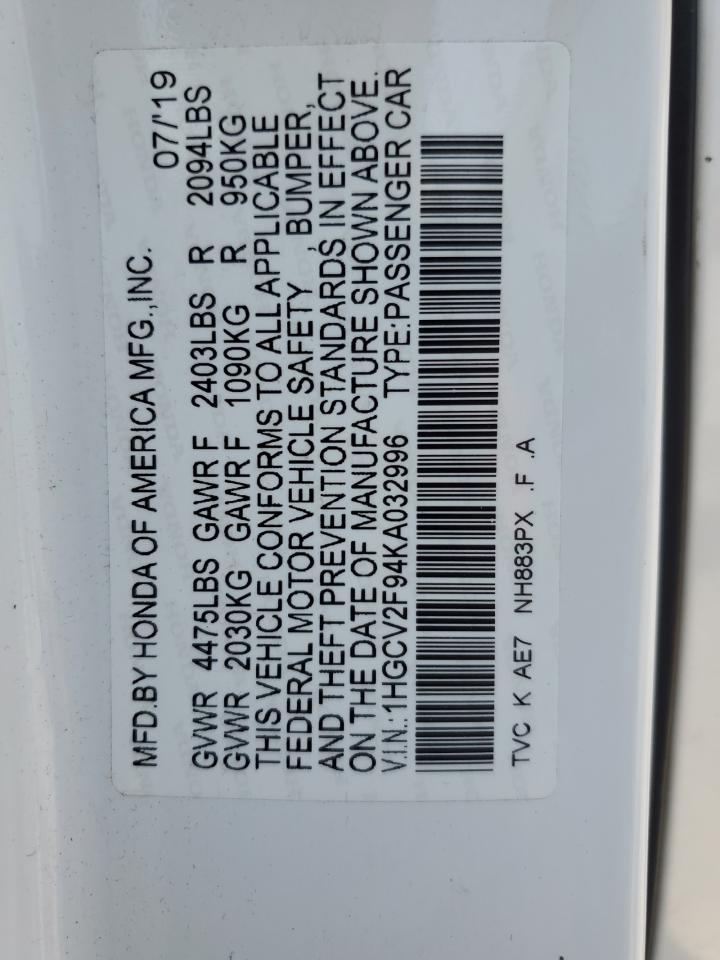 MFD.BY HONDA OF AMERICA MFG.,INC. 07/'19
GVWR 4475LBS GAWR F 2403LBS R 2094LBS
GVWR 2030KG GAWR F 1090KG R 950KG
THIS VEHICLE CONFORMS TO ALL APPLICABLE
FEDERAL MOTOR VEHICLE SAFETY , BUMPER,
AND THEFT PREVENTION STANDARDS IN EFFECT
ON THE DATE OF MANUFACTURE SHOWN ABOVE.
V.I.N.:1HGCV2F94KA032996 TYPE:PASSENGER CAR
TVC K AE7 NH883PX .F .A